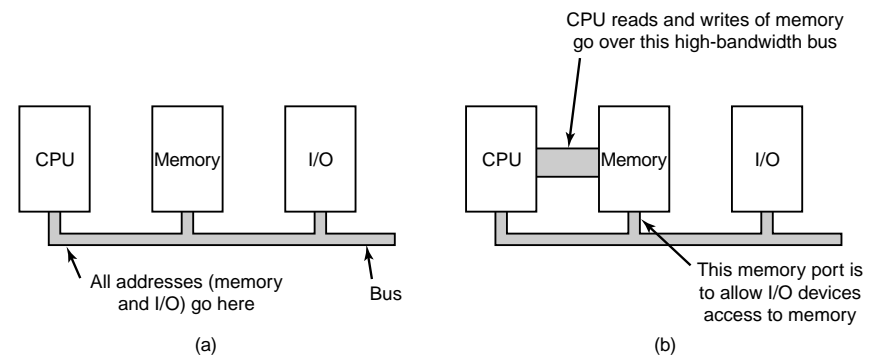 CPU
Memory
I/O
All addresses (memory
and I/O) go here
Bus
(a)
CPU reads and writes of memory
go over this high-bandwidth bus
CPU
Memory
I/O
This memory port is
to allow I/O devices
access to memory
(b)